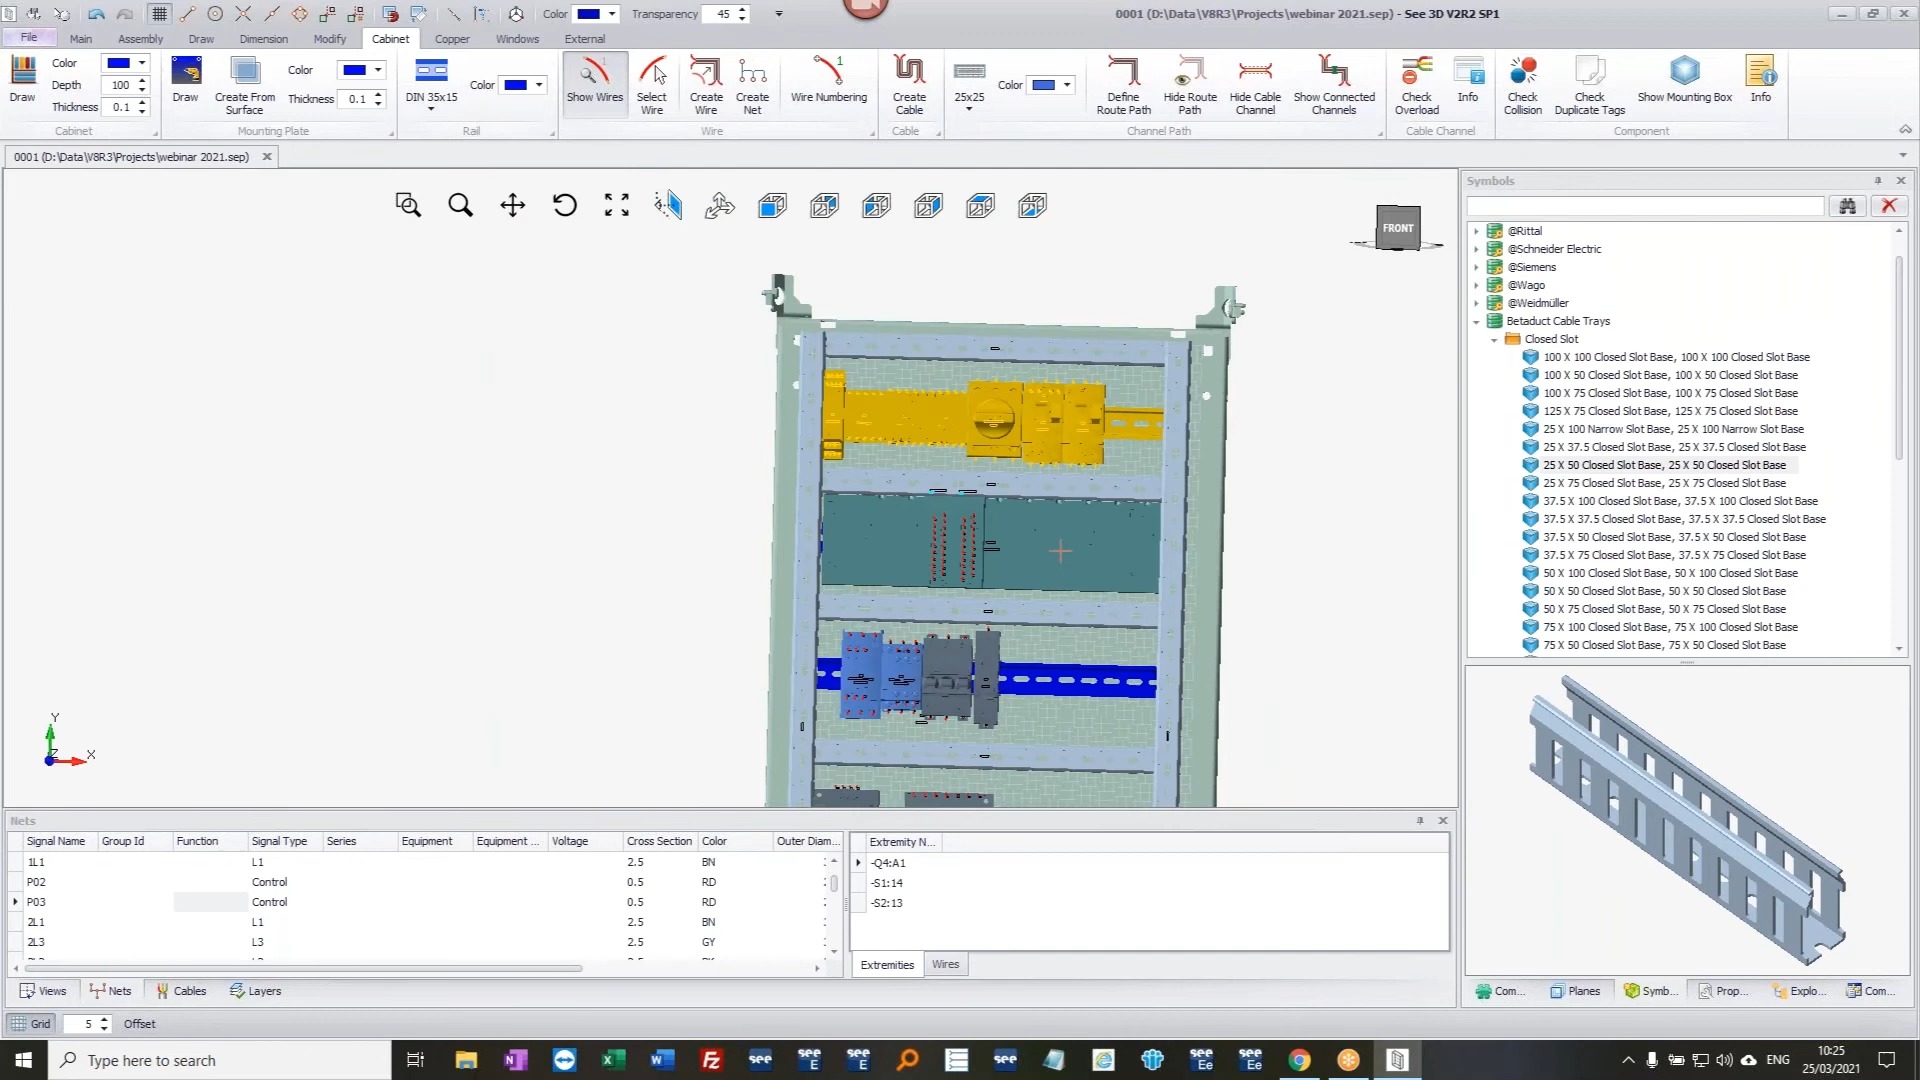 Color
Transparency 45
0001 (D:\Data\V8R3\Projects\webinar 2021.sep) - See 3D V2R2 SP1
File Main Assembly Draw Dimension Modify Cabinet Copper Windows External
Draw
Color
Depth 100
Thickness 0.1
Cabinet
Draw
Create From Surface
Color
Thickness 0.1
Mounting Plate
DIN 35x15
Color
Rail
Show Wires
Select Wire
Create Wire
Create Net
Wire Numbering
Wire
Create Cable
Cable
25x25
Color
Define Route Path
Hide Route Path
Hide Cable Channel
Show Connected Channels
Channel Path
Check Overload
Info
Cable Channel
Check Collision
Check Duplicate Tags
Show Mounting Box
Info
Component
0001 (D:\Data\V8R3\Projects\webinar 2021.sep)
FRONT
Y
Z
X
Symbols
@Rittal
@Schneider Electric
@Siemens
@Wago
@Weidmüller
Betaduct Cable Trays
Closed Slot
100 X 100 Closed Slot Base, 100 X 100 Closed Slot Base
100 X 50 Closed Slot Base, 100 X 50 Closed Slot Base
100 X 75 Closed Slot Base, 100 X 75 Closed Slot Base
125 X 75 Closed Slot Base, 125 X 75 Closed Slot Base
25 X 100 Narrow Slot Base, 25 X 100 Narrow Slot Base
25 X 37.5 Closed Slot Base, 25 X 37.5 Closed Slot Base
25 X 50 Closed Slot Base, 25 X 50 Closed Slot Base
25 X 75 Closed Slot Base, 25 X 75 Closed Slot Base
37.5 X 100 Closed Slot Base, 37.5 X 100 Closed Slot Base
37.5 X 37.5 Closed Slot Base, 37.5 X 37.5 Closed Slot Base
37.5 X 50 Closed Slot Base, 37.5 X 50 Closed Slot Base
37.5 X 75 Closed Slot Base, 37.5 X 75 Closed Slot Base
50 X 100 Closed Slot Base, 50 X 100 Closed Slot Base
50 X 50 Closed Slot Base, 50 X 50 Closed Slot Base
50 X 75 Closed Slot Base, 50 X 75 Closed Slot Base
75 X 100 Closed Slot Base, 75 X 100 Closed Slot Base
75 X 50 Closed Slot Base, 75 X 50 Closed Slot Base
Nets
Signal Name Group Id Function Signal Type Series Equipment Equipment ... Voltage Cross Section Color Outer Diam...
1L1 L1 2.5 BN
P02 Control 0.5 RD
P03 Control 0.5 RD
2L1 L1 2.5 BN
2L3 L3 2.5 GY
Extremity N...
-Q4:A1
-S1:14
-S2:13
Extremities Wires
Views Nets Cables Layers
Com... Planes Symb... Prop... Explo... Com...
Grid 5 Offset
Type here to search
see
see E
see E
see
see Ee
see Ee
ENG
10:25
25/03/2021